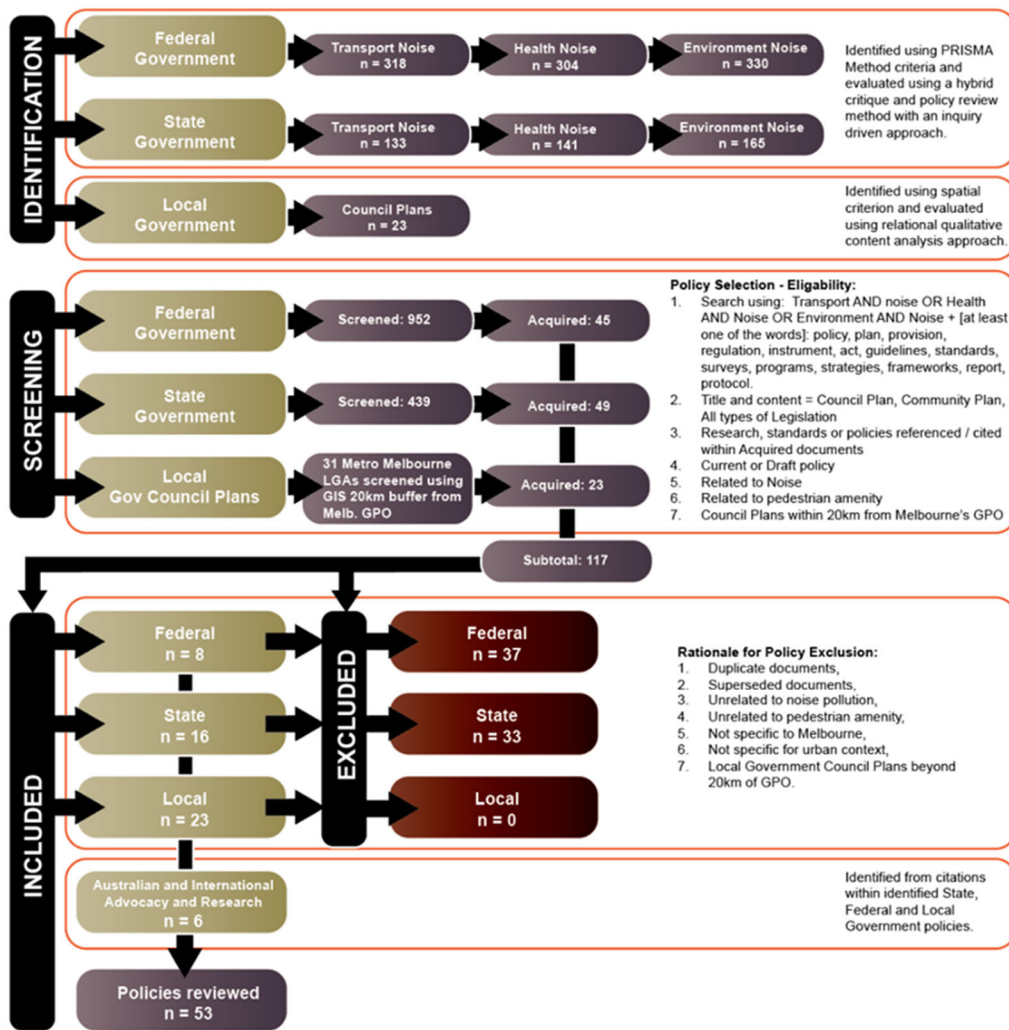 IDENTIFICATION
Federal
Government
Transport Noise
n = 318
Health Noise
n = 304
Environment Noise
n = 330
Identified using PRISMA
Method criteria and
evaluated using a hybrid
critique and policy review
method with an inquiry
driven approach.
State
Government
Transport Noise
n = 133
Health Noise
n = 141
Environment Noise
n = 165
Local
Government
Council Plans
n = 23
Identified using spatial
criterion and evaluated
using relational qualitative
content analysis approach.
SCREENING
Federal
Government
Screened: 952
Acquired: 45
State
Government
Screened: 439
Acquired: 49
Local
Gov Council Plans
31 Metro Melbourne
LGAs screened using
GIS 20km buffer from
Melb. GPO
Acquired: 23
Subtotal: 117
Policy Selection - Eligability:
1. Search using: Transport AND noise OR Health
AND Noise OR Environment AND Noise + [at least
one of the words]: policy, plan, provision,
regulation, instrument, act, guidelines, standards,
surveys, programs, strategies, frameworks, report,
protocol.
2. Title and content = Council Plan, Community Plan,
All types of Legislation
3. Research, standards or policies referenced / cited
within Acquired documents
4. Current or Draft policy
5. Related to Noise
6. Related to pedestrian amenity
7. Council Plans within 20km from Melbourne's GPO
INCLUDED
Federal
n = 8
State
n = 16
Local
n = 23
EXCLUDED
Federal
n = 37
State
n = 33
Local
n = 0
Rationale for Policy Exclusion:
1. Duplicate documents,
2. Superseded documents,
3. Unrelated to noise pollution,
4. Unrelated to pedestrian amenity,
5. Not specific to Melbourne,
6. Not specific for urban context,
7. Local Government Council Plans beyond
20km of GPO.
Australian and International
Advocacy and Research
n = 6
Identified from citations
within identified State,
Federal and Local
Government policies.
Policies reviewed
n = 53